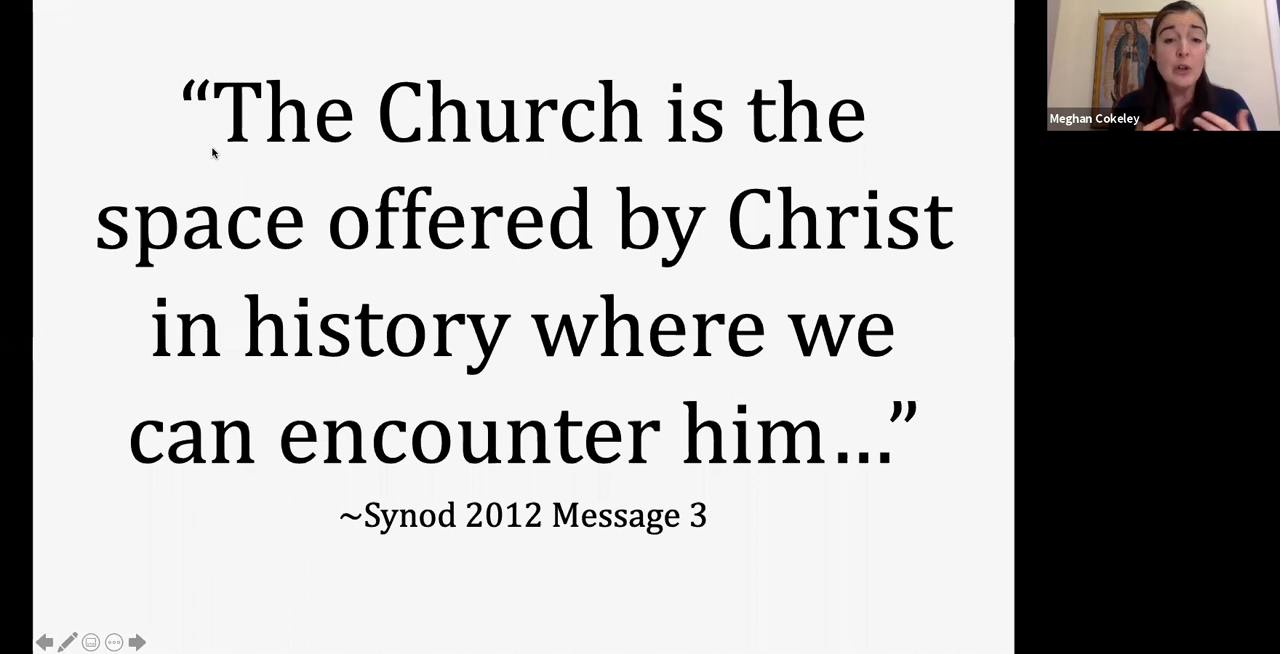 “The Church is the
space offered by Christ
in history where we
can encounter him…”
~Synod 2012 Message 3
Meghan Cokeley